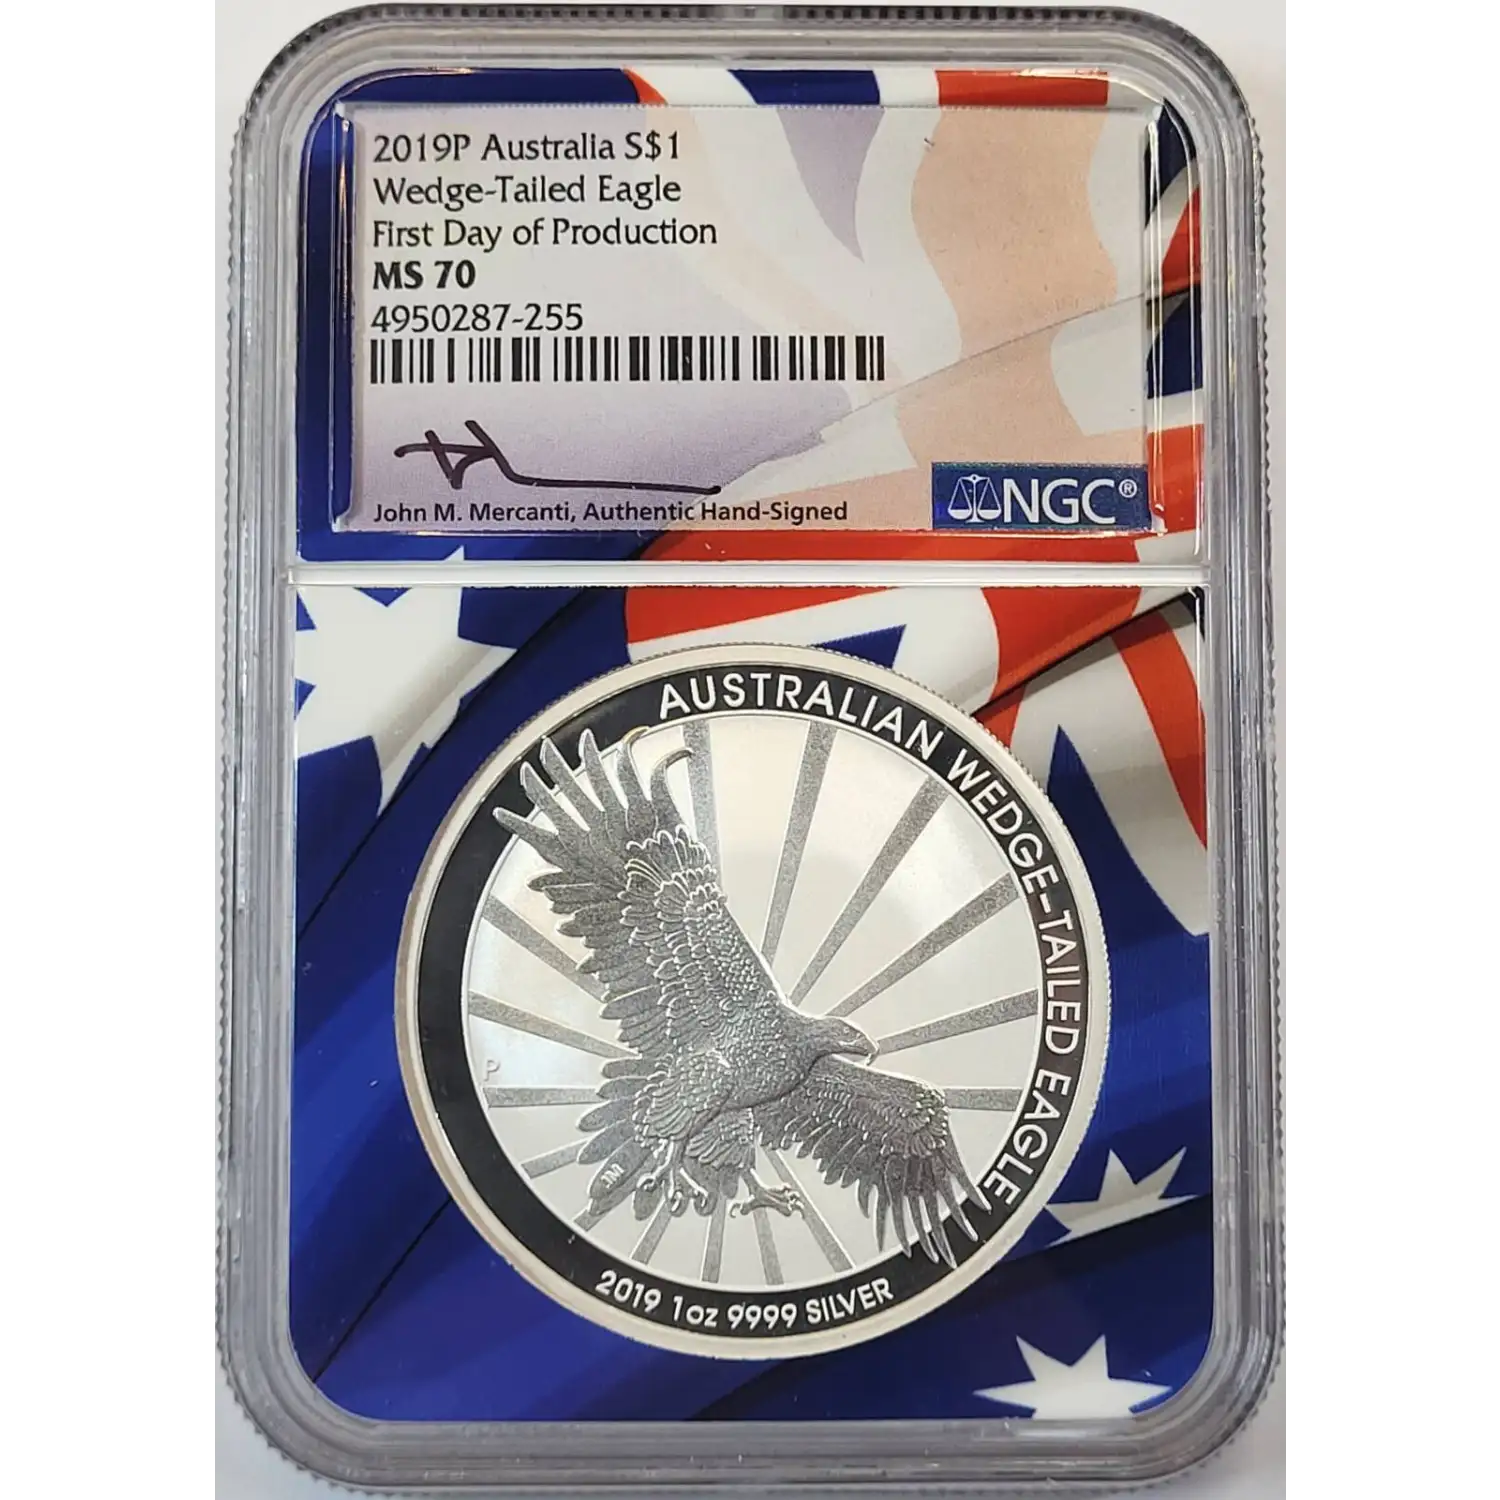 2019P Australia S$1
Wedge-Tailed Eagle
First Day of Production
MS 70
4950287-255
John M. Mercanti, Authentic Hand-Signed
NGC®
AUSTRALIAN WEDGE-TAILED EAGLE
P
JM
2019 1oz 9999 SILVER